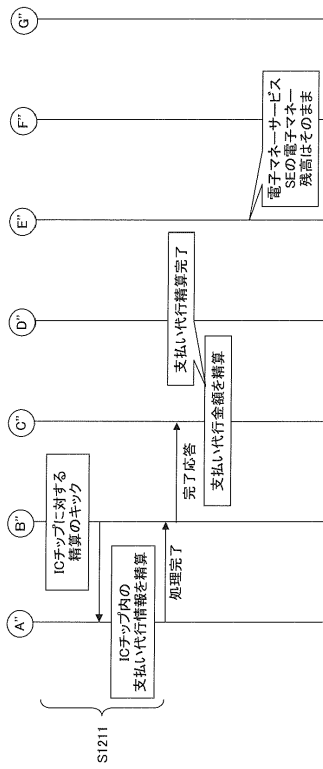 A"
B"
C"
D"
E"
F"
G"
S1211
ICチップに対する
精算のキック
ICチップ内の
支払い代行情報を精算
処理完了
完了応答
支払い代行金額を精算
支払い代行精算完了
電子マネーサービス
SEの電子マネー
残高はそのまま